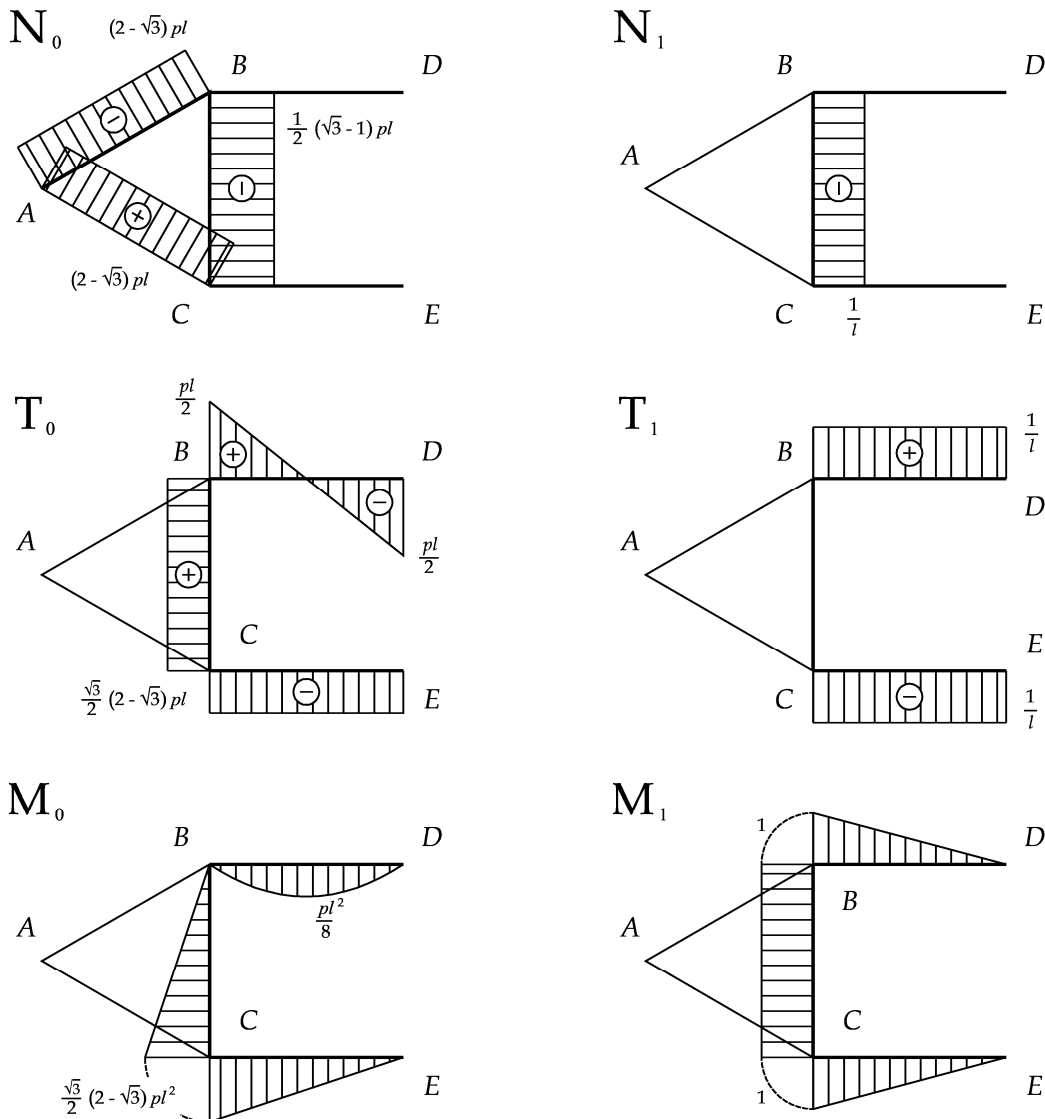 N₀
(2 - √3) pl
B
D
1/2 (√3 - 1) pl
−
−
+
A
(2 - √3) pl
C
E
N₁
B
D
A
−
C
1/l
E
T₀
pl/2
B
D
+
−
A
+
pl/2
C
√3/2 (2 - √3) pl
−
E
T₁
B
1/l
+
D
A
E
C
−
1/l
M₀
B
D
pl²/8
A
C
√3/2 (2 - √3) pl²
E
M₁
1
D
B
A
C
1
E